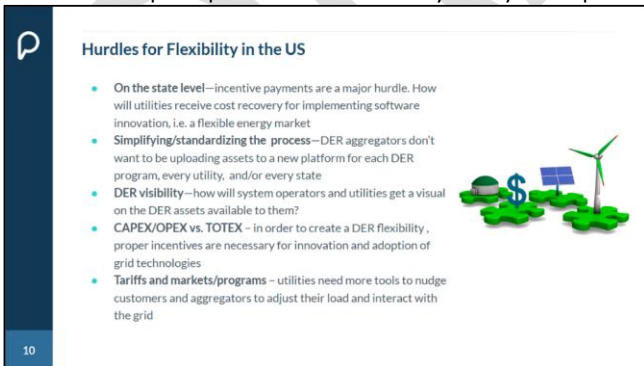 Hurdles for Flexibility in the US
• On the state level—incentive payments are a major hurdle. How
will utilities receive cost recovery for implementing software
innovation, i.e. a flexible energy market
• Simplifying/standardizing the process—DER aggregators don't
want to be uploading assets to a new platform for each DER
program, every utility, and/or every state
• DER visibility—how will system operators and utilities get a visual
on the DER assets available to them?
• CAPEX/OPEX vs. TOTEX – in order to create a DER flexibility ,
proper incentives are necessary for innovation and adoption of
grid technologies
• Tariffs and markets/programs – utilities need more tools to nudge
customers and aggregators to adjust their load and interact with
the grid
$
10